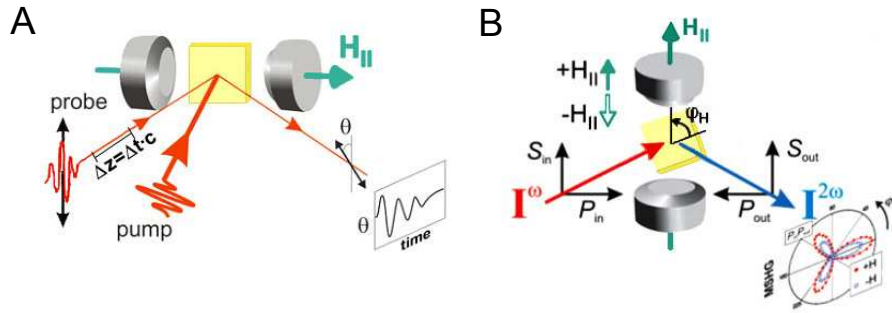 A
H||
probe
Δz=Δt·c
θ
pump
θ
time
B
H||
+H||
-H||
φH
Sin
Sout
Iω
Pin
Pout
I2ω
φ
MSHG
+H
-H